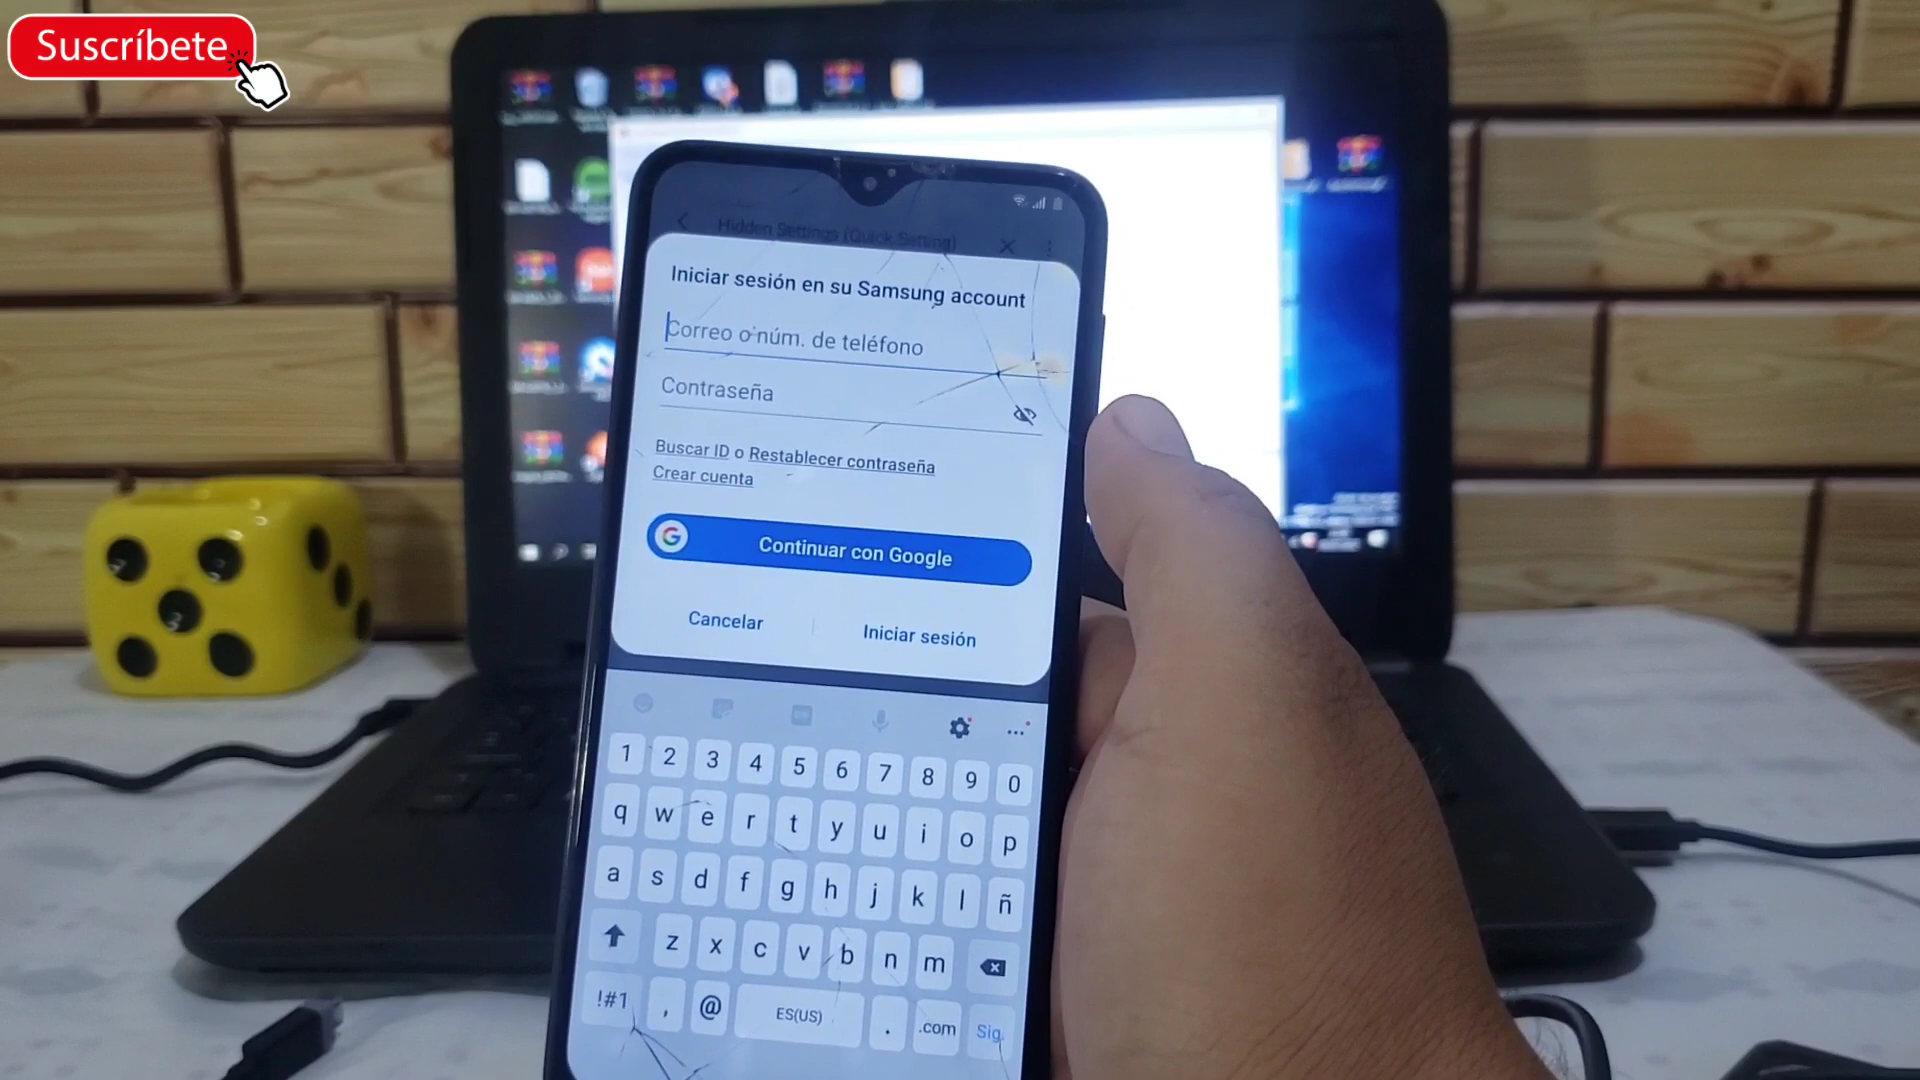 Suscríbete
Hidden Settings (Quick Setting)
Iniciar sesión en su Samsung account
Correo o núm. de teléfono
Contraseña
Buscar ID o Restablecer contraseña
Crear cuenta
G Continuar con Google
Cancelar Iniciar sesión
1 2 3 4 5 6 7 8 9 0
q w e r t y u i o p
a s d f g h j k l ñ
z x c v b n m
!#1 , @ ES(US) . .com Sig.